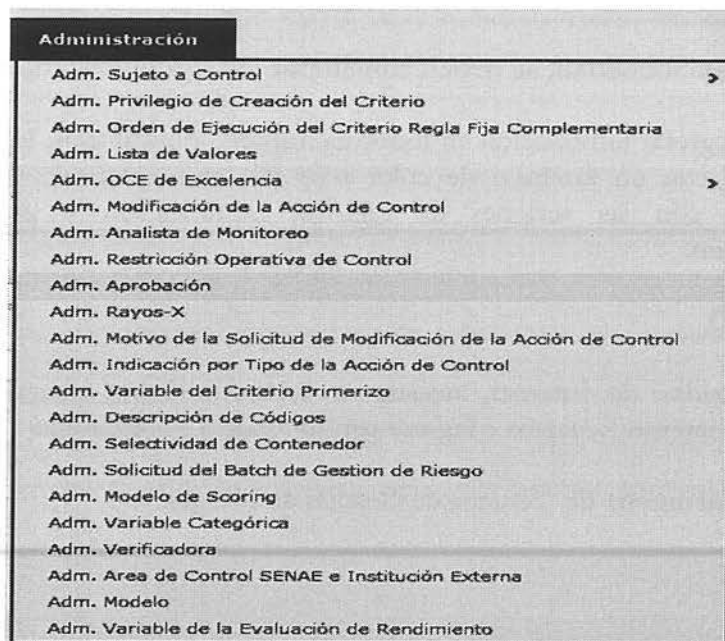 Administración
Adm. Sujeto a Control >
Adm. Privilegio de Creación del Criterio
Adm. Orden de Ejecución del Criterio Regla Fija Complementaria
Adm. Lista de Valores
Adm. OCE de Excelencia >
Adm. Modificación de la Acción de Control
Adm. Analista de Monitoreo
Adm. Restricción Operativa de Control
Adm. Aprobación
Adm. Rayos-X
Adm. Motivo de la Solicitud de Modificación de la Acción de Control
Adm. Indicación por Tipo de la Acción de Control
Adm. Variable del Criterio Primerizo
Adm. Descripción de Códigos
Adm. Selectividad de Contenedor
Adm. Solicitud del Batch de Gestion de Riesgo
Adm. Modelo de Scoring
Adm. Variable Categórica
Adm. Verificadora
Adm. Area de Control SENAE e Institución Externa
Adm. Modelo
Adm. Variable de la Evaluación de Rendimiento